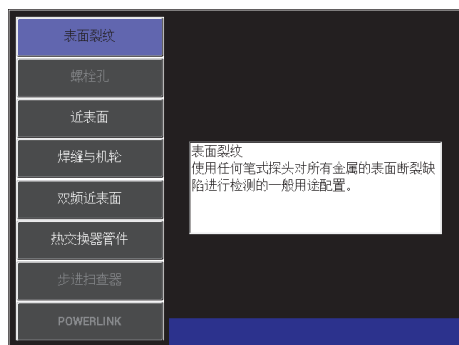 表面裂纹
螺栓孔
近表面
焊缝与机轮
双频近表面
热交换器管件
步进扫查器
POWERLINK
表面裂纹
使用任何笔式探头对所有金属的表面断裂缺
陷进行检测的一般用途配置。